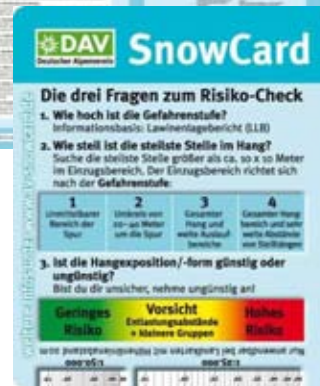 DAV
Deutscher Alpenverein
SnowCard
Die drei Fragen zum Risiko-Check
1. Wie hoch ist die Gefahrenstufe?
Informationsbasis: Lawinenlagebericht (LLB)
2. Wie steil ist die steilste Stelle im Hang?
Suche die steilste Stelle größer als ca. 10 x 10 Meter
im Einzugsbereich. Der Einzugsbereich richtet sich
nach der Gefahrenstufe:
1 2 3 4
Unmittelbarer Bereich der Spur
Umkreis von 20-40 Meter um die Spur
Gesamter Hang und weite Auslaufbereiche
Gesamter Hangbereich und sehr weite Abstände von Steilhängen
3. Ist die Hangexposition/-form günstig oder
ungünstig?
Bist du dir unsicher, nehme ungünstig an!
Geringes Risiko
Vorsicht
Entlastungsabstände
+ kleinere Gruppen
Hohes Risiko